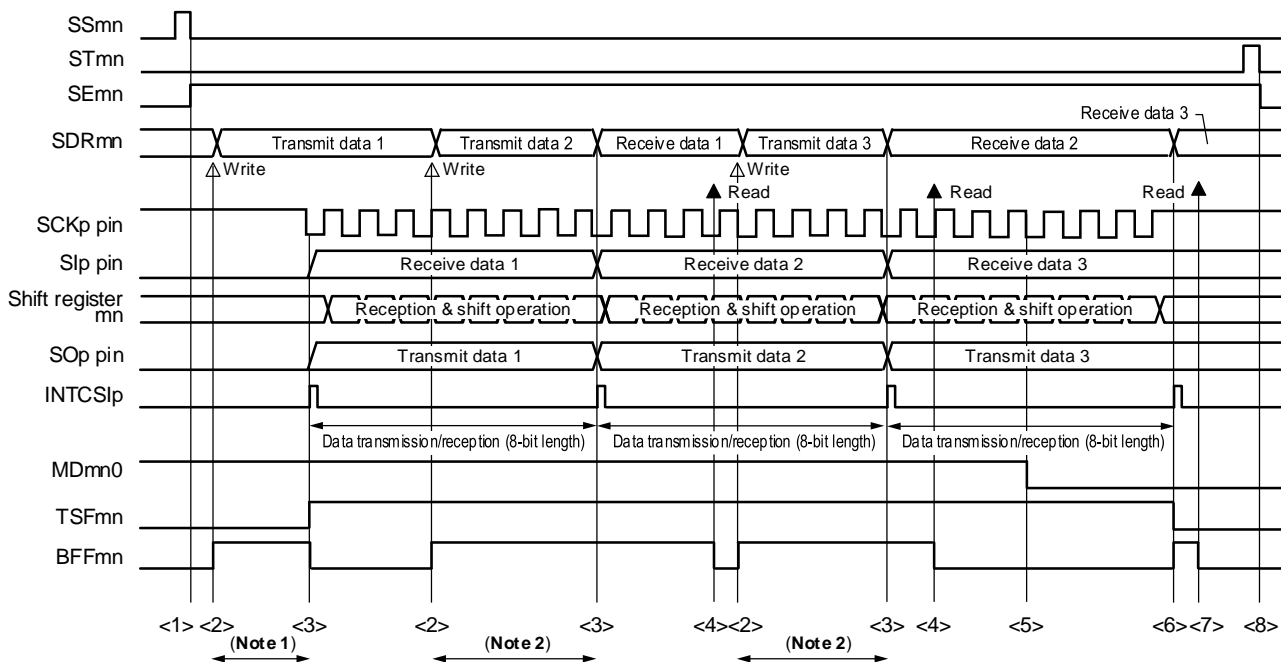 SSmn
STmn
SEmn
Receive data 3
SDRmn
Transmit data 1
Transmit data 2
Receive data 1
Transmit data 3
Receive data 2
Write
Write
Write
Read
Read
Read
SCKp pin
SIp pin
Receive data 1
Receive data 2
Receive data 3
Shift register
mn
Reception & shift operation
Reception & shift operation
Reception & shift operation
SOp pin
Transmit data 1
Transmit data 2
Transmit data 3
INTCSIp
Data transmission/reception (8-bit length)
Data transmission/reception (8-bit length)
Data transmission/reception (8-bit length)
MDmn0
TSFmn
BFFmn
<1> <2> <3> <2> <3> <4> <2> <3> <4> <5> <6> <7> <8>
(Note 1)
(Note 2)
(Note 2)